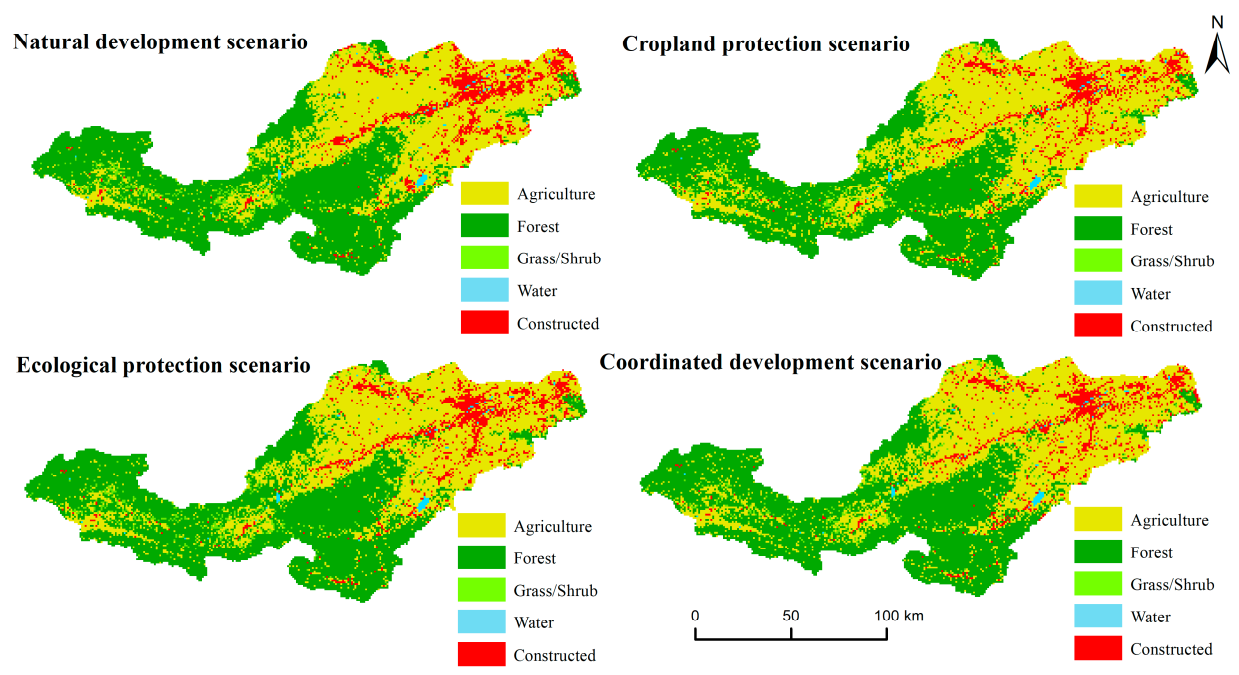 Natural development scenario
Agriculture
Forest
Grass/Shrub
Water
Constructed
Cropland protection scenario
N
Agriculture
Forest
Grass/Shrub
Water
Constructed
Ecological protection scenario
Agriculture
Forest
Grass/Shrub
Water
Constructed
Coordinated development scenario
Agriculture
Forest
Grass/Shrub
Water
Constructed
0 50 100 km